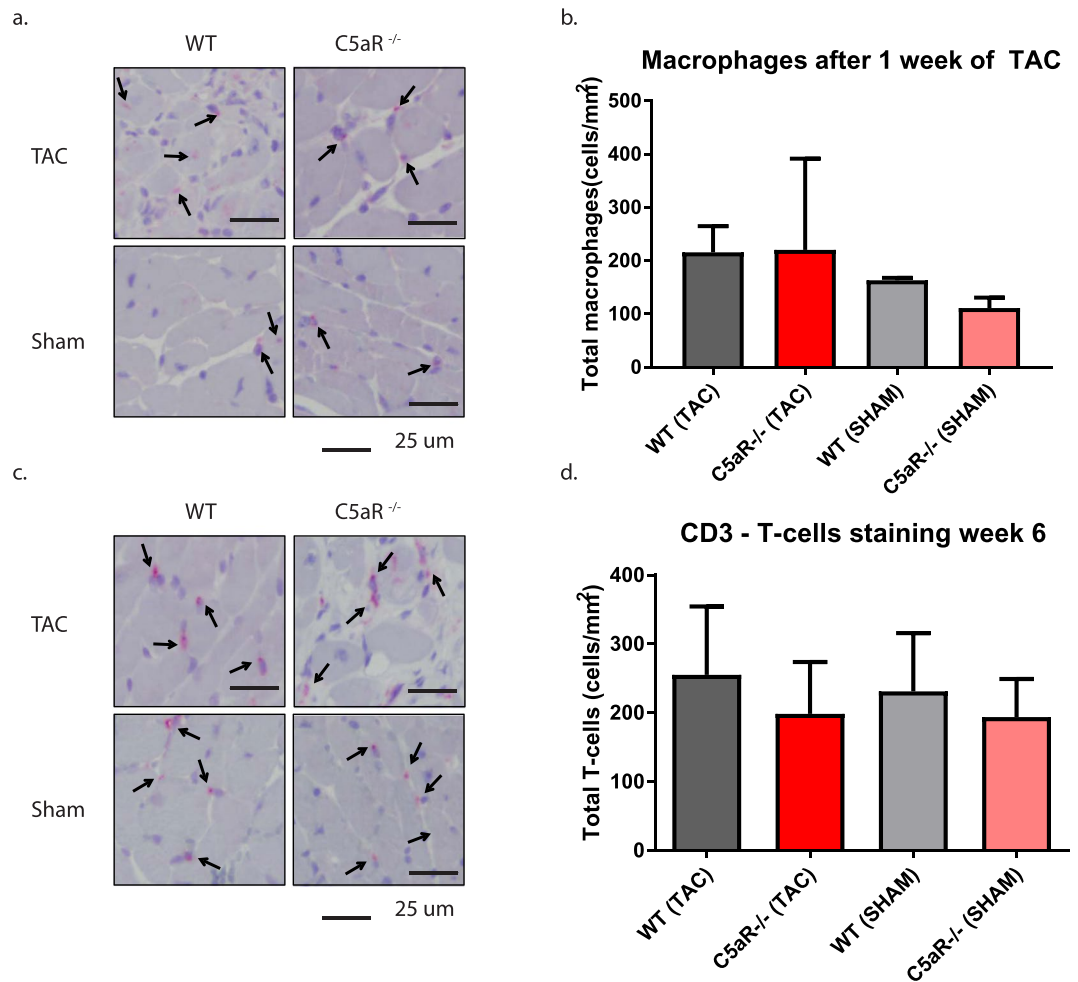 a.
WT
C5aR -/-
TAC
Sham
25 um
b.
Macrophages after 1 week of TAC
Total macrophages(cells/mm2)
500
400
300
200
100
0
WT (TAC)
C5aR-/- (TAC)
WT (SHAM)
C5aR-/- (SHAM)
c.
WT
C5aR -/-
TAC
Sham
25 um
d.
CD3 - T-cells staining week 6
Total T-cells (cells/mm2)
400
300
200
100
0
WT (TAC)
C5aR-/- (TAC)
WT (SHAM)
C5aR-/- (SHAM)